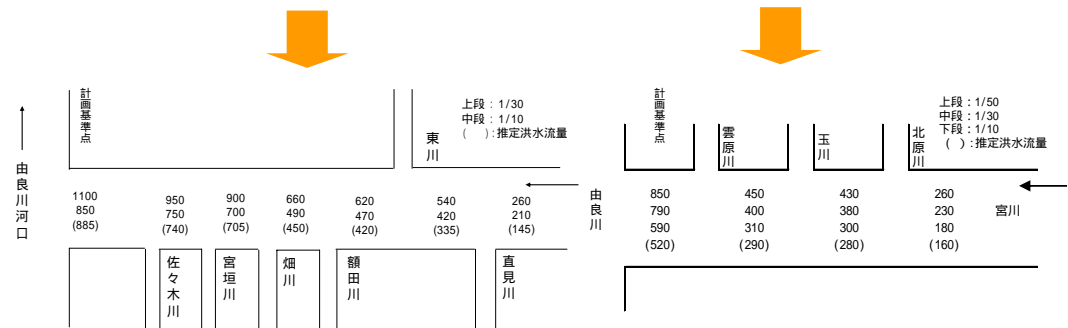 計画基準点
上段：1/30
中段：1/10
(　)：推定洪水流量
東川
由良川河口
1100
850
(885)
950
750
(740)
900
700
(705)
660
490
(450)
620
470
(420)
540
420
(335)
260
210
(145)
佐々木川
宮垣川
畑川
額田川
直見川
計画基準点
雲原川
玉川
北原川
上段：1/50
中段：1/30
下段：1/10
(　)：推定洪水流量
由良川
850
790
590
(520)
450
400
310
(290)
430
380
300
(280)
260
230
180
(160)
宮川